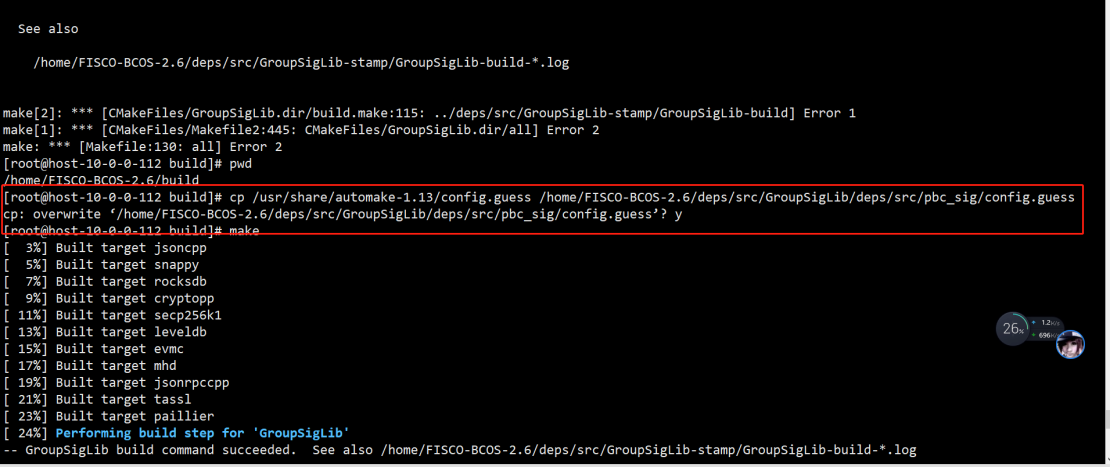 See also
/home/FISCO-BCOS-2.6/deps/src/GroupSigLib-stamp/GroupSigLib-build-*.log
make[2]: *** [CMakeFiles/GroupSigLib.dir/build.make:115: ../deps/src/GroupSigLib-stamp/GroupSigLib-build] Error 1
make[1]: *** [CMakeFiles/Makefile2:445: CMakeFiles/GroupSigLib.dir/all] Error 2
make: *** [Makefile:130: all] Error 2
[root@host-10-0-0-112 build]# pwd
/home/FISCO-BCOS-2.6/build
[root@host-10-0-0-112 build]# cp /usr/share/automake-1.13/config.guess /home/FISCO-BCOS-2.6/deps/src/GroupSigLib/deps/src/pbc_sig/config.guess
cp: overwrite ‘/home/FISCO-BCOS-2.6/deps/src/GroupSigLib/deps/src/pbc_sig/config.guess’? y
[root@host-10-0-0-112 build]# make
[  3%] Built target jsoncpp
[  5%] Built target snappy
[  7%] Built target rocksdb
[  9%] Built target cryptopp
[ 11%] Built target secp256k1
[ 13%] Built target leveldb
[ 15%] Built target evmc
[ 17%] Built target mhd
[ 19%] Built target jsonrpccpp
[ 21%] Built target tassl
[ 23%] Built target paillier
[ 24%] Performing build step for 'GroupSigLib'
-- GroupSigLib build command succeeded.  See also /home/FISCO-BCOS-2.6/deps/src/GroupSigLib-stamp/GroupSigLib-build-*.log
26%
1.2
696